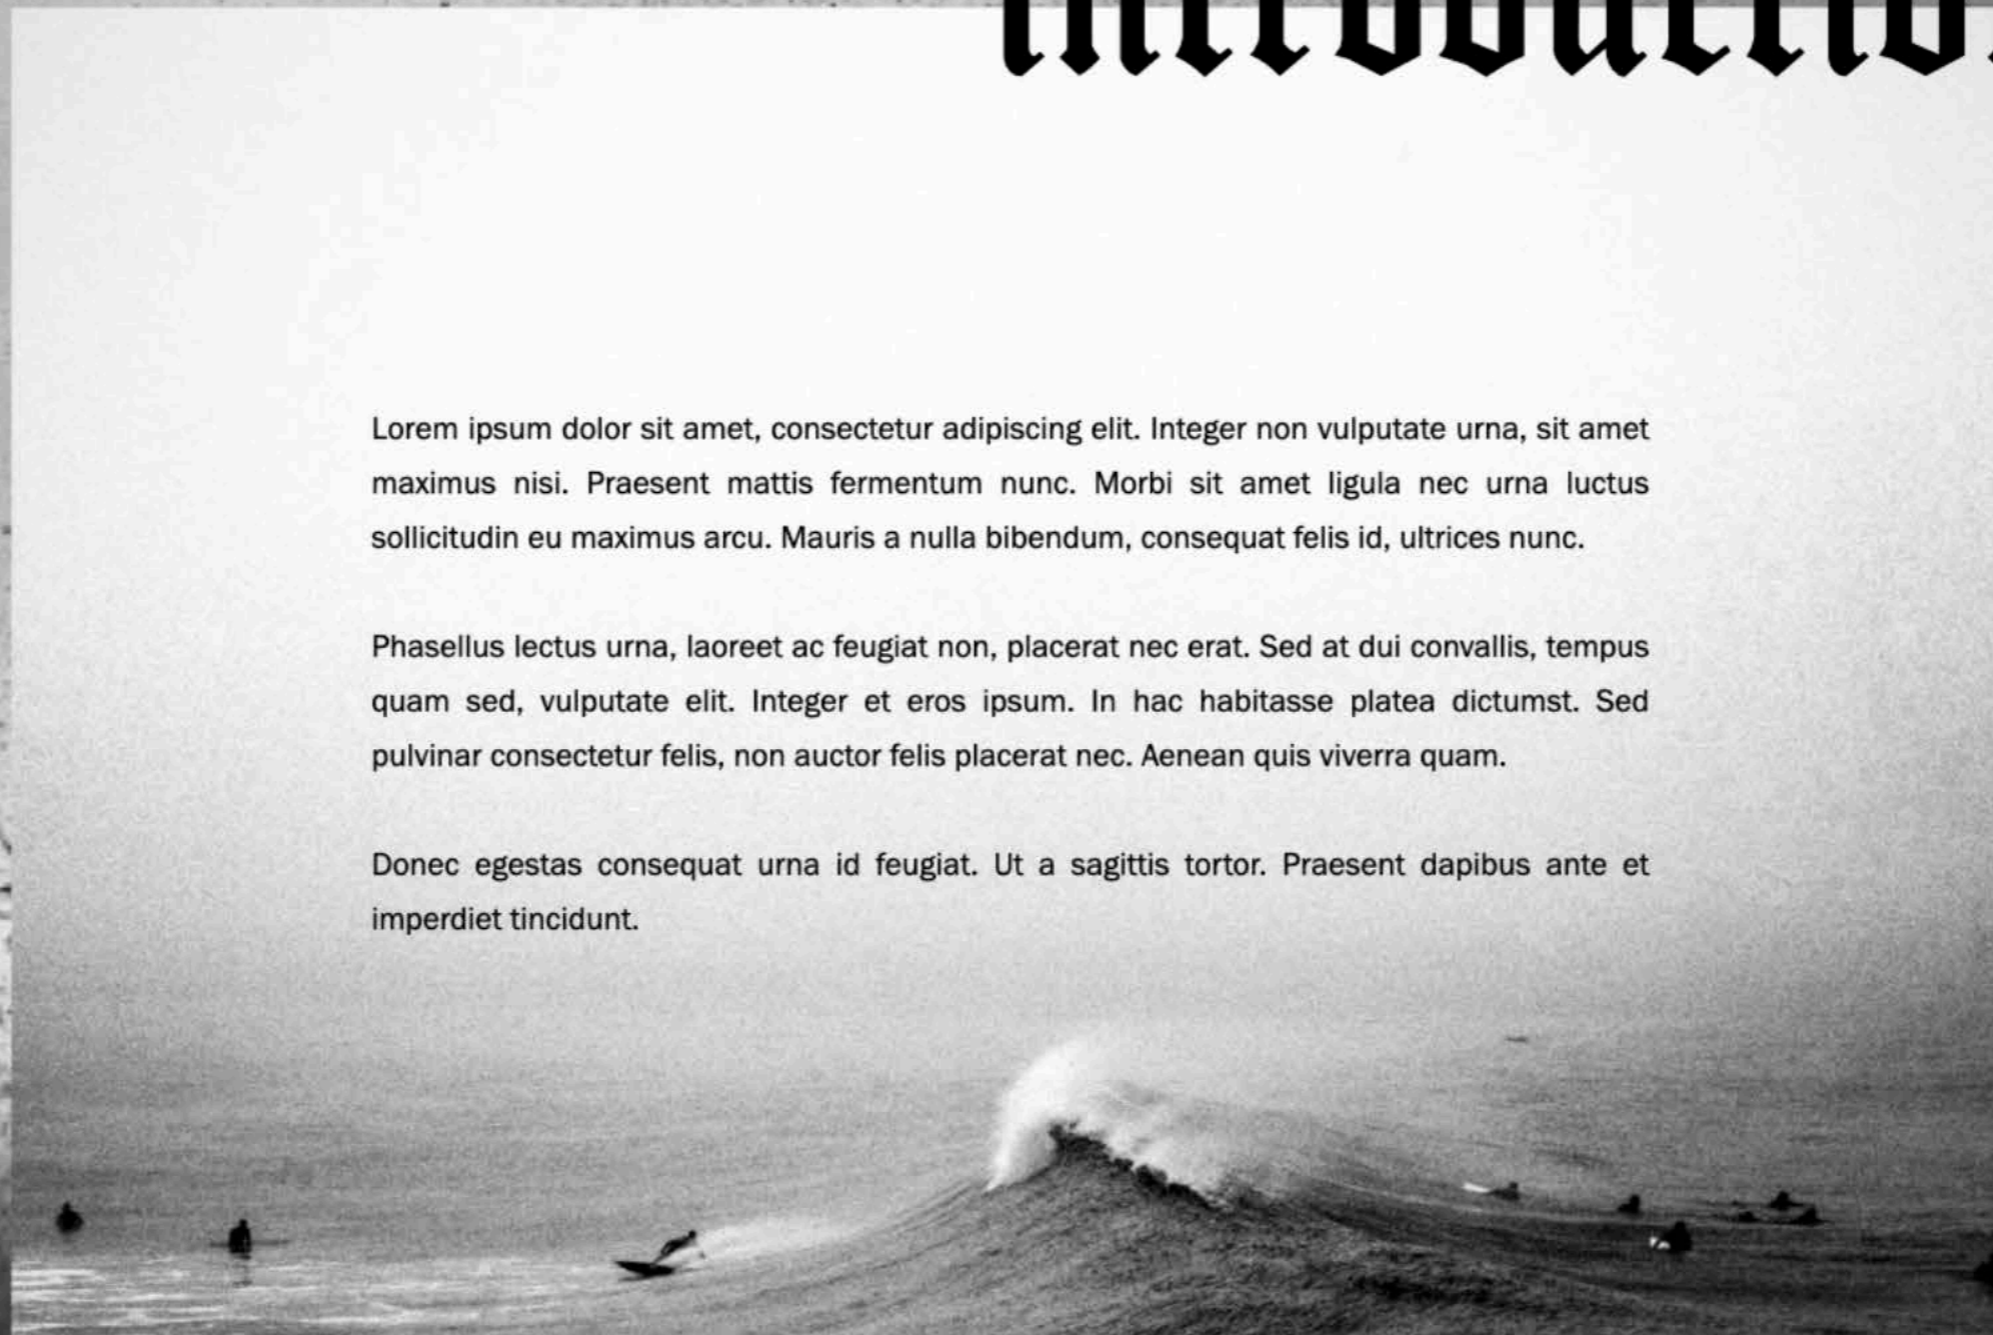 Lorem ipsum dolor sit amet, consectetur adipiscing elit. Integer non vulputate urna, sit amet
maximus nisi. Praesent mattis fermentum nunc. Morbi sit amet ligula nec urna luctus
sollicitudin eu maximus arcu. Mauris a nulla bibendum, consequat felis id, ultrices nunc.
Phasellus lectus urna, laoreet ac feugiat non, placerat nec erat. Sed at dui convallis, tempus
quam sed, vulputate elit. Integer et eros ipsum. In hac habitasse platea dictumst. Sed
pulvinar consectetur felis, non auctor felis placerat nec. Aenean quis viverra quam.
Donec egestas consequat urna id feugiat. Ut a sagittis tortor. Praesent dapibus ante et
imperdiet tincidunt.